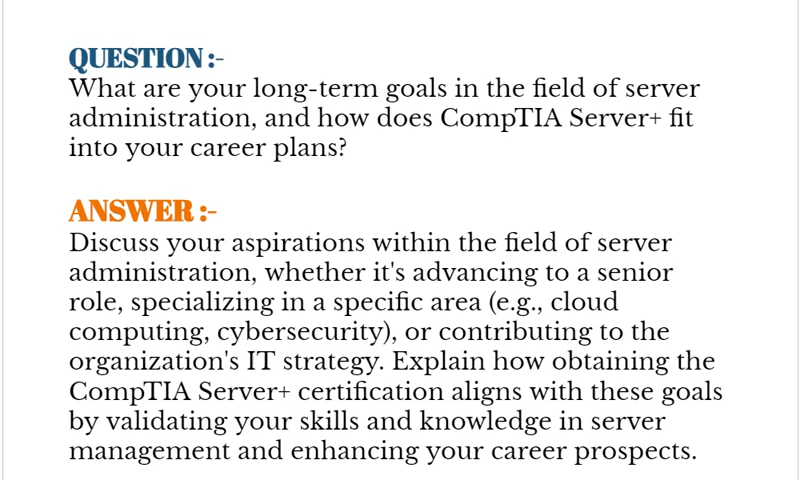 QUESTION :-
What are your long-term goals in the field of server
administration, and how does CompTIA Server+ fit
into your career plans?
ANSWER :-
Discuss your aspirations within the field of server
administration, whether it's advancing to a senior
role, specializing in a specific area (e.g., cloud
computing, cybersecurity), or contributing to the
organization's IT strategy. Explain how obtaining the
CompTIA Server+ certification aligns with these goals
by validating your skills and knowledge in server
management and enhancing your career prospects.